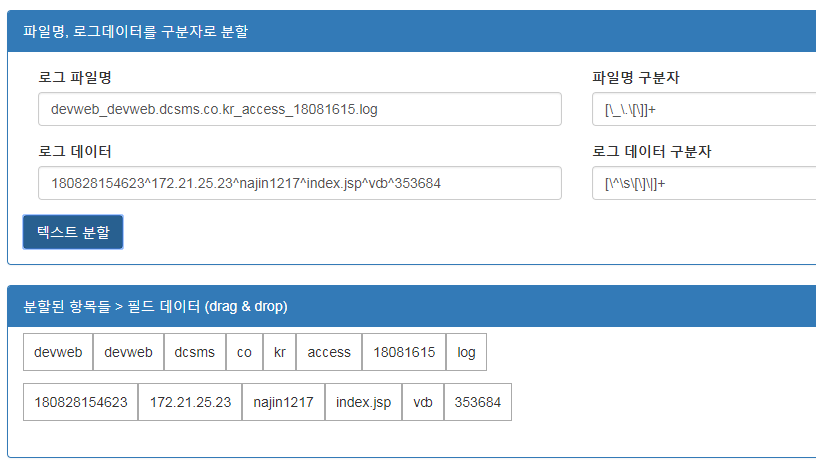 파일명, 로그데이터를 구분자로 분할
로그 파일명 파일명 구분자
devweb_devweb.dcsms.co.kr_access_18081615.log [\_\.\[\]]+
로그 데이터 로그 데이터 구분자
180828154623^172.21.25.23^najin1217^index.jsp^vcb^353684 [\^\s\[\]\|]+
텍스트 분할
분할된 항목들 > 필드 데이터 (drag & drop)
devweb devweb dcsms co kr access 18081615 log
180828154623 172.21.25.23 najin1217 index.jsp vcb 353684